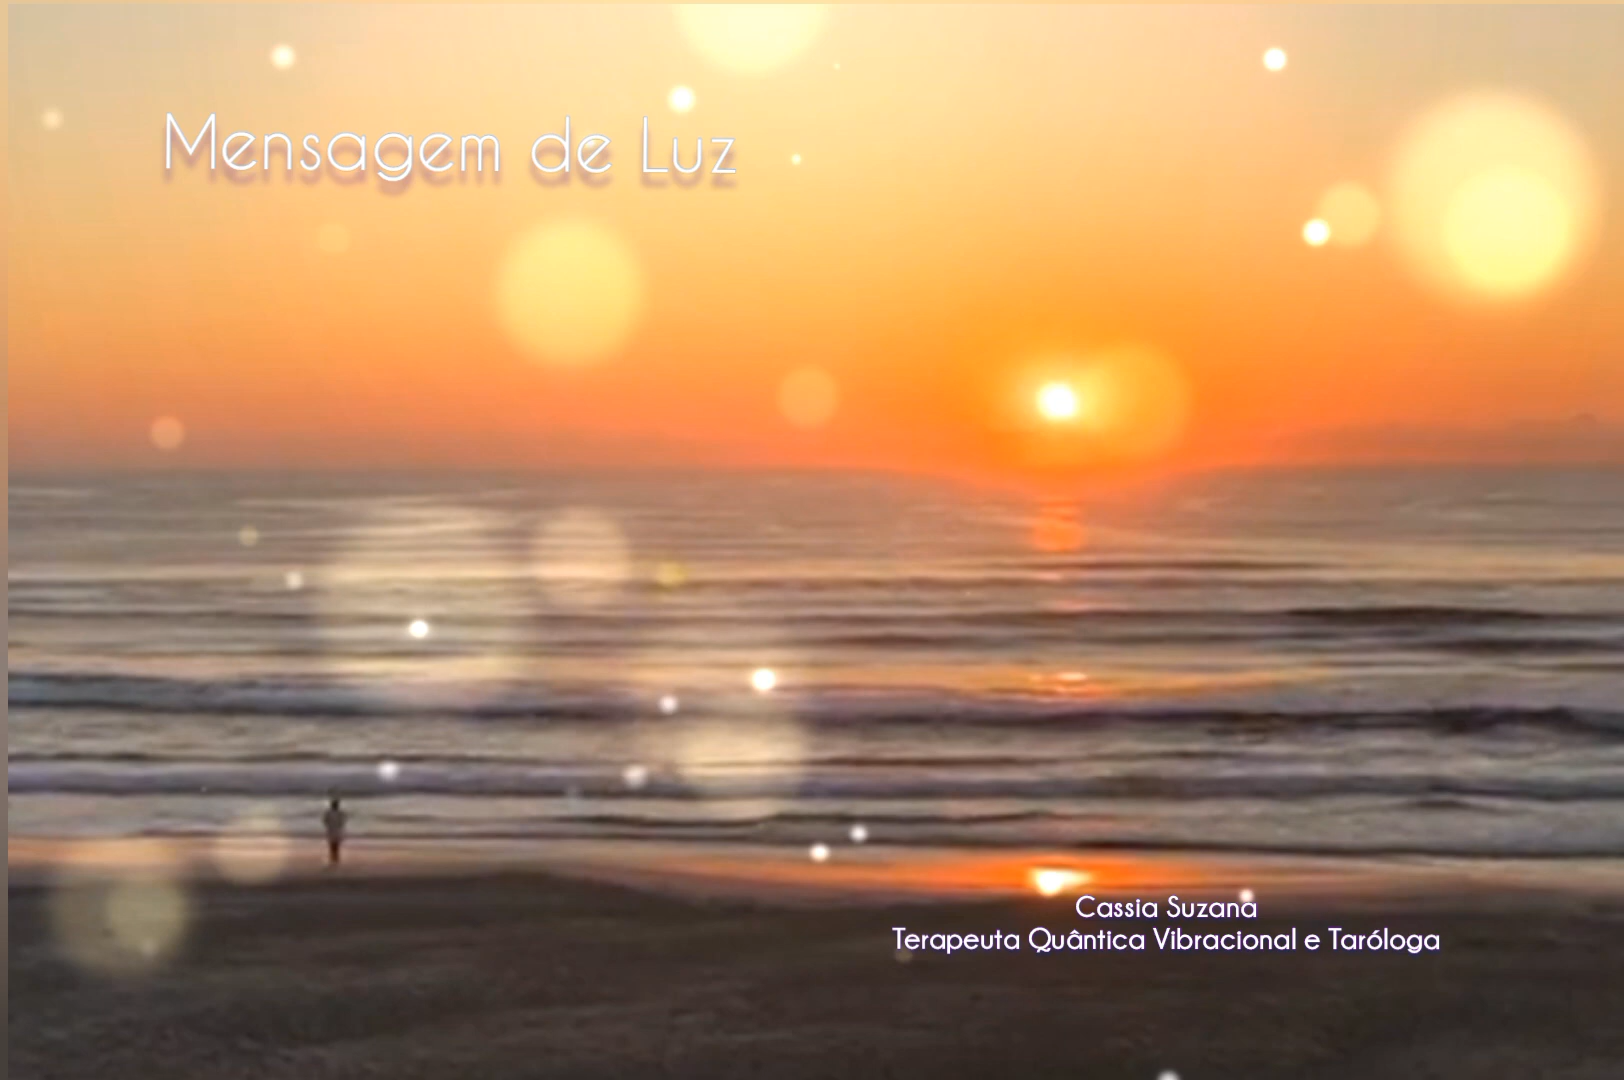 Mensagem de Luz
Cassia Suzana
Terapeuta Quântica Vibracional e Taróloga